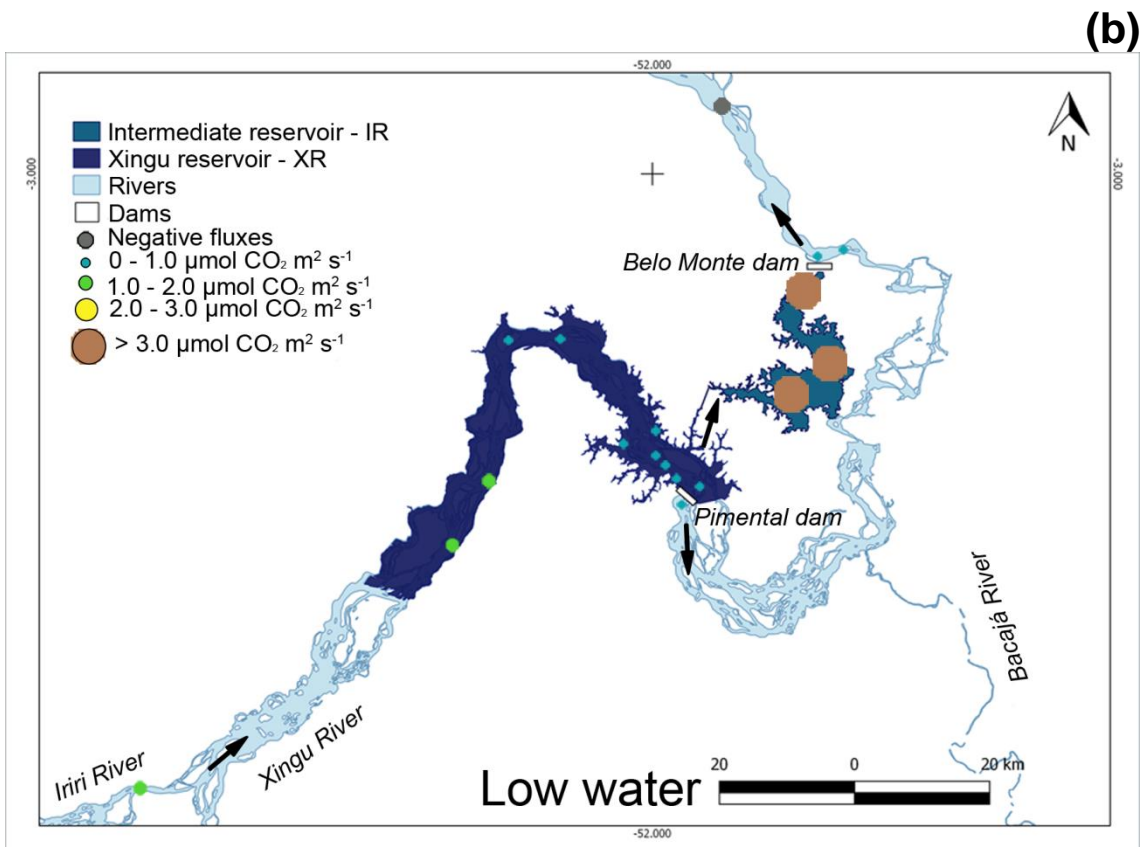 (b)
-52.000
-3.000
-3.000
Intermediate reservoir - IR
Xingu reservoir - XR
Rivers
Dams
Negative fluxes
0 - 1.0 µmol CO₂ m² s⁻¹
1.0 - 2.0 µmol CO₂ m² s⁻¹
2.0 - 3.0 µmol CO₂ m² s⁻¹
> 3.0 µmol CO₂ m² s⁻¹
N
Belo Monte dam
Pimental dam
Bacajá River
Xingu River
Iriri River
Low water
20 0 20 km
-52.000